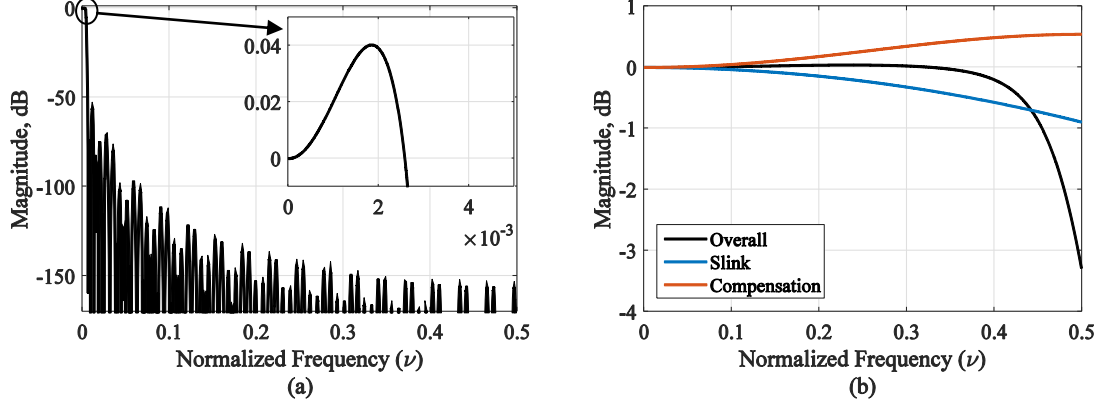 0
-50
-100
-150
Magnitude, dB
0 0.1 0.2 0.3 0.4 0.5
Normalized Frequency (ν)
(a)
0.04
0.02
0
0 2 4
×10⁻³
1
0
-1
-2
-3
-4
Magnitude, dB
Overall
Slink
Compensation
0 0.1 0.2 0.3 0.4 0.5
Normalized Frequency (ν)
(b)